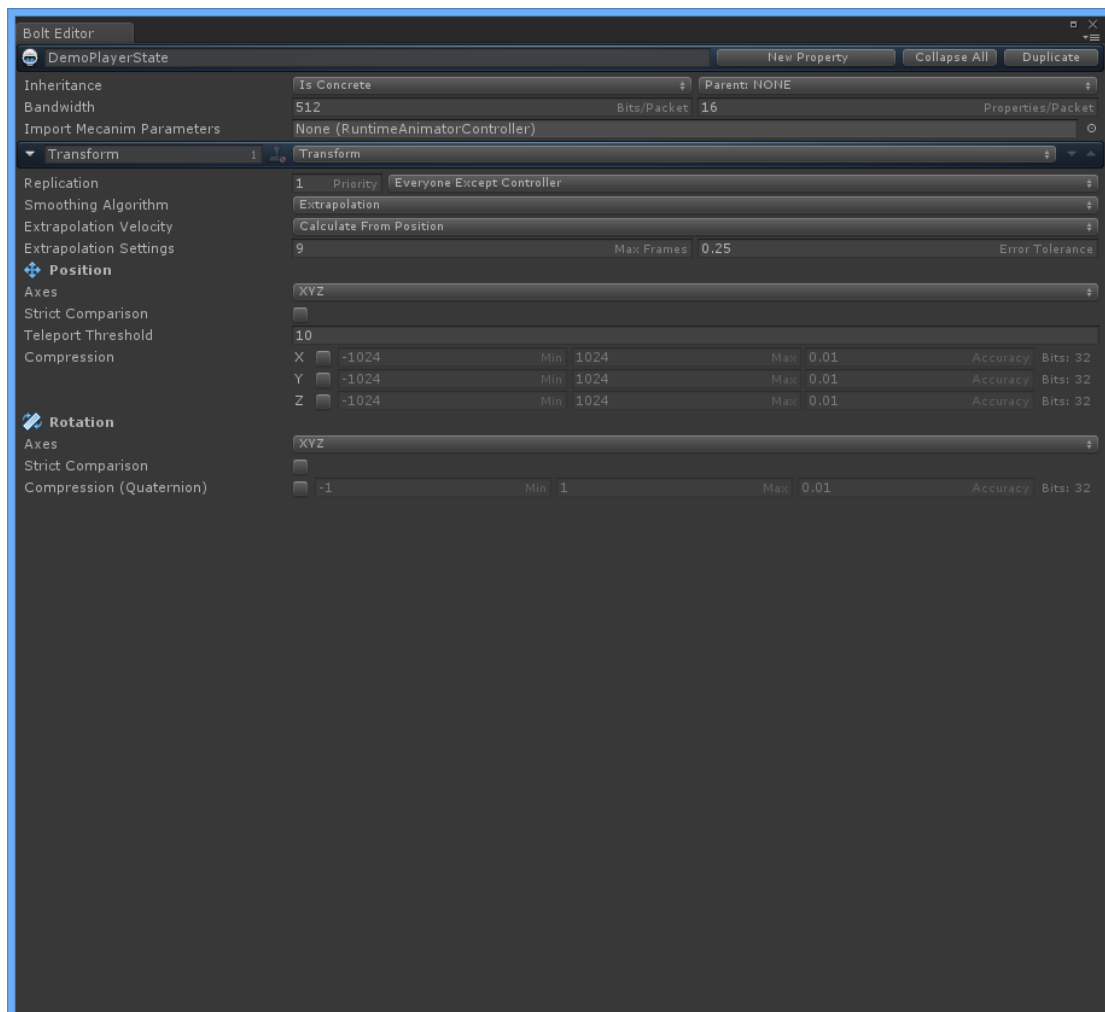 Bolt Editor
DemoPlayerState New Property Collapse All Duplicate
Inheritance Is Concrete Parent: NONE
Bandwidth 512 Bits/Packet 16 Properties/Packet
Import Mecanim Parameters None (RuntimeAnimatorController)
Transform 1 Transform
Replication 1 Priority Everyone Except Controller
Smoothing Algorithm Extrapolation
Extrapolation Velocity Calculate From Position
Extrapolation Settings 9 Max Frames 0.25 Error Tolerance
Position
Axes XYZ
Strict Comparison
Teleport Threshold 10
Compression X -1024 Min 1024 Max 0.01 Accuracy Bits: 32
Y -1024 Min 1024 Max 0.01 Accuracy Bits: 32
Z -1024 Min 1024 Max 0.01 Accuracy Bits: 32
Rotation
Axes XYZ
Strict Comparison
Compression (Quaternion) -1 Min 1 Max 0.01 Accuracy Bits: 32